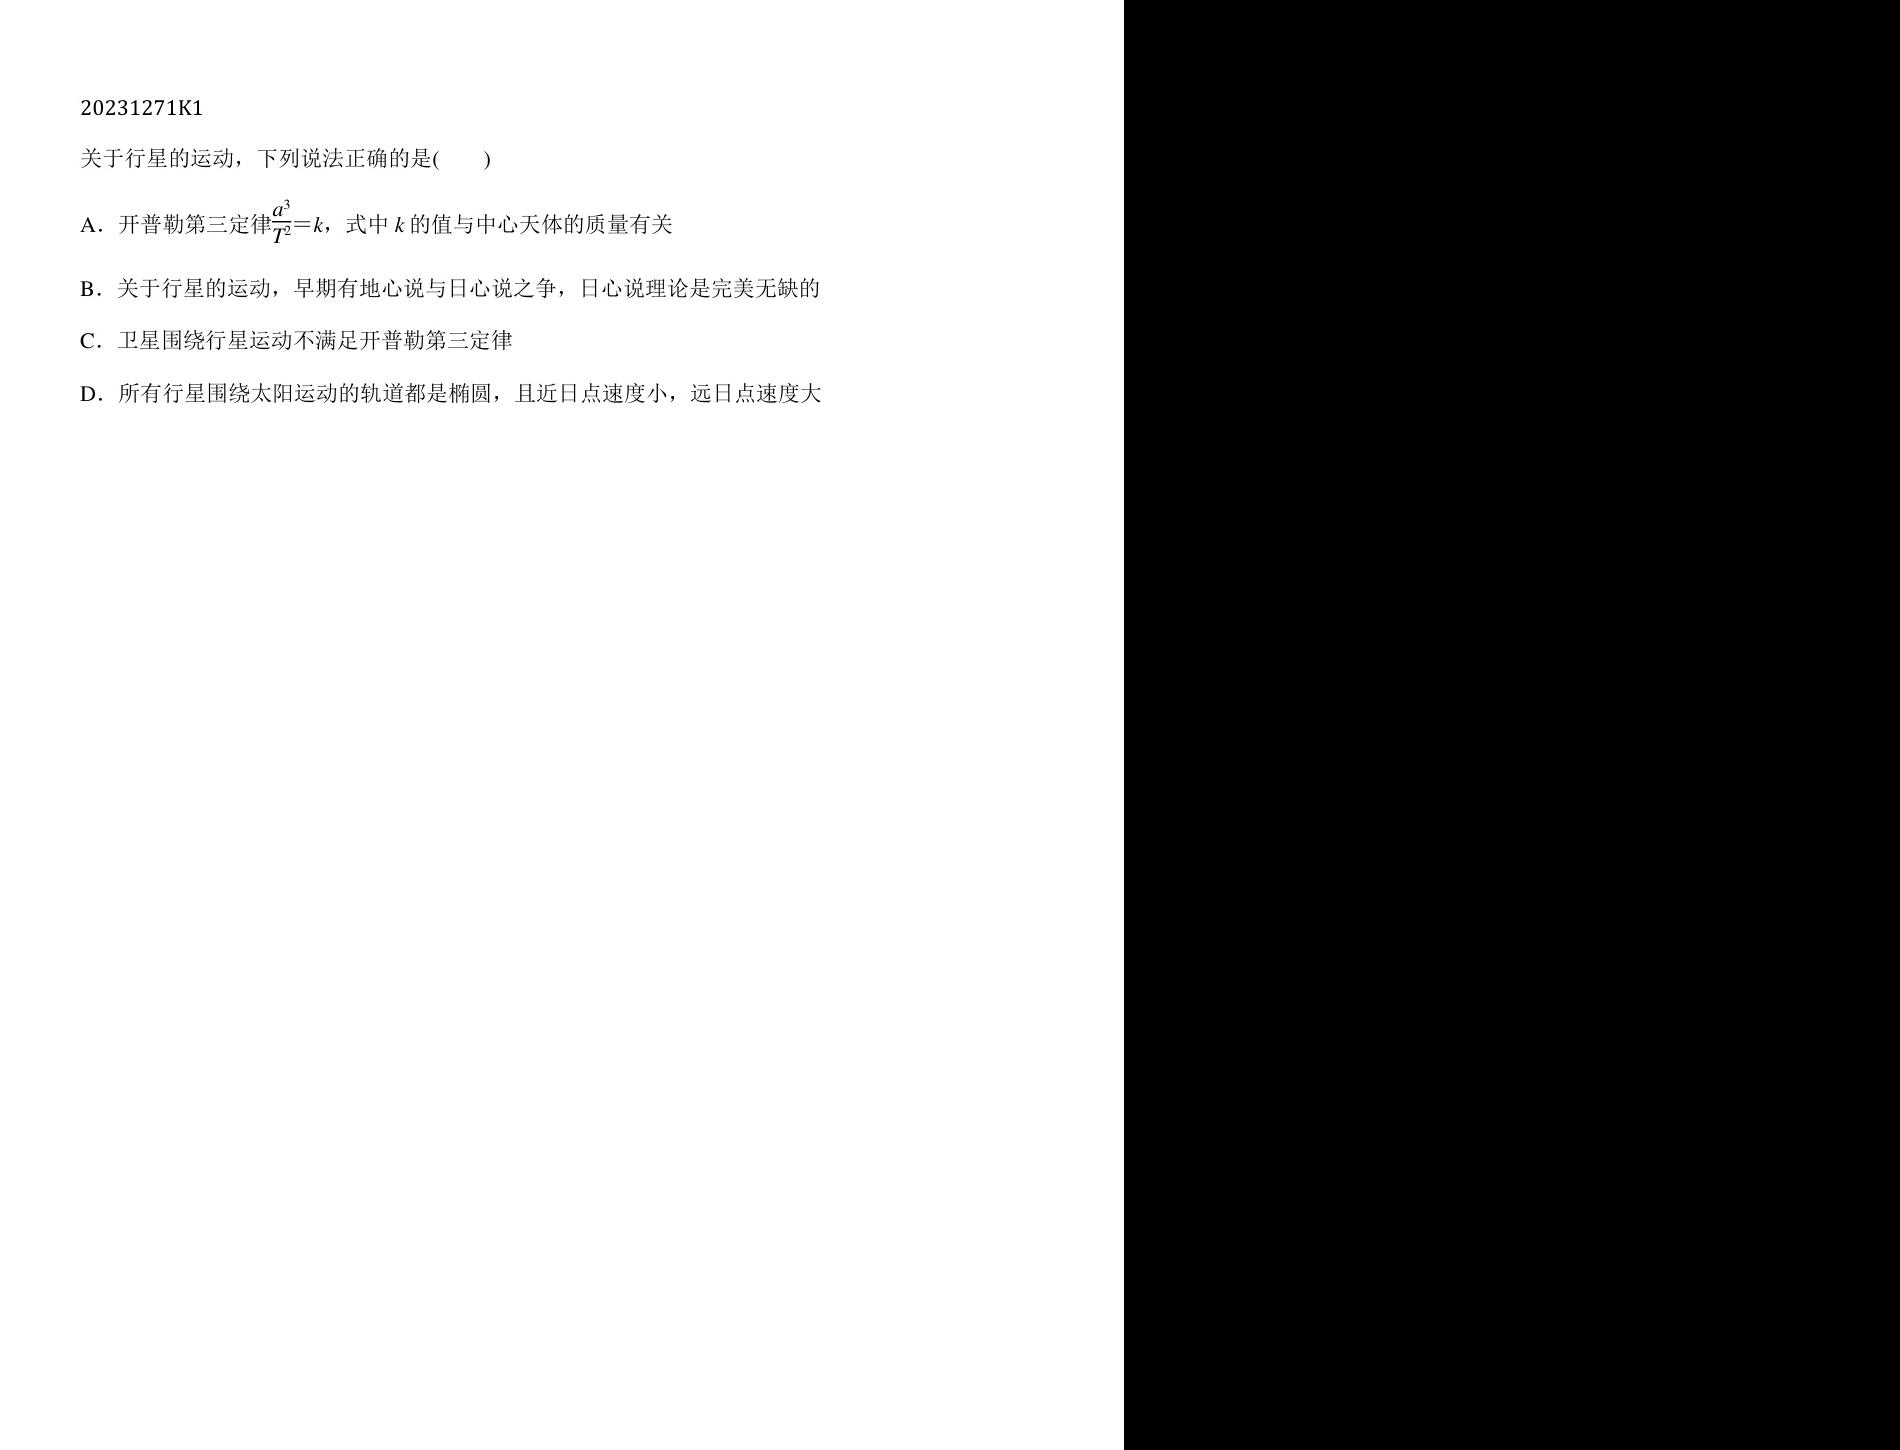 20231271K1
关于行星的运动，下列说法正确的是(　　)
A．开普勒第三定律a³/T²＝k，式中 k 的值与中心天体的质量有关
B．关于行星的运动，早期有地心说与日心说之争，日心说理论是完美无缺的
C．卫星围绕行星运动不满足开普勒第三定律
D．所有行星围绕太阳运动的轨道都是椭圆，且近日点速度小，远日点速度大